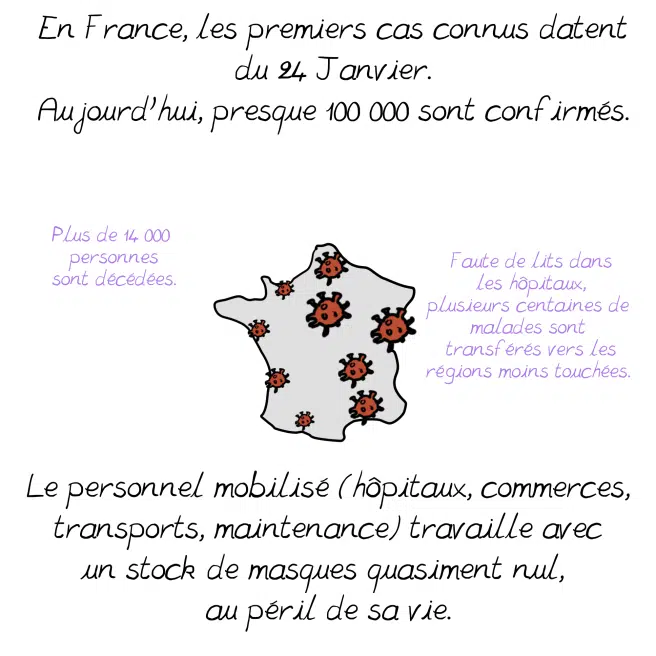 En France, les premiers cas connus datent
du 24 Janvier.
Aujourd'hui, presque 100 000 sont confirmés.
Plus de 14 000
personnes
sont décédées.
Faute de lits dans
les hôpitaux,
plusieurs centaines de
malades sont
transférés vers les
régions moins touchées.
Le personnel mobilisé (hôpitaux, commerces,
transports, maintenance) travaille avec
un stock de masques quasiment nul,
au péril de sa vie.